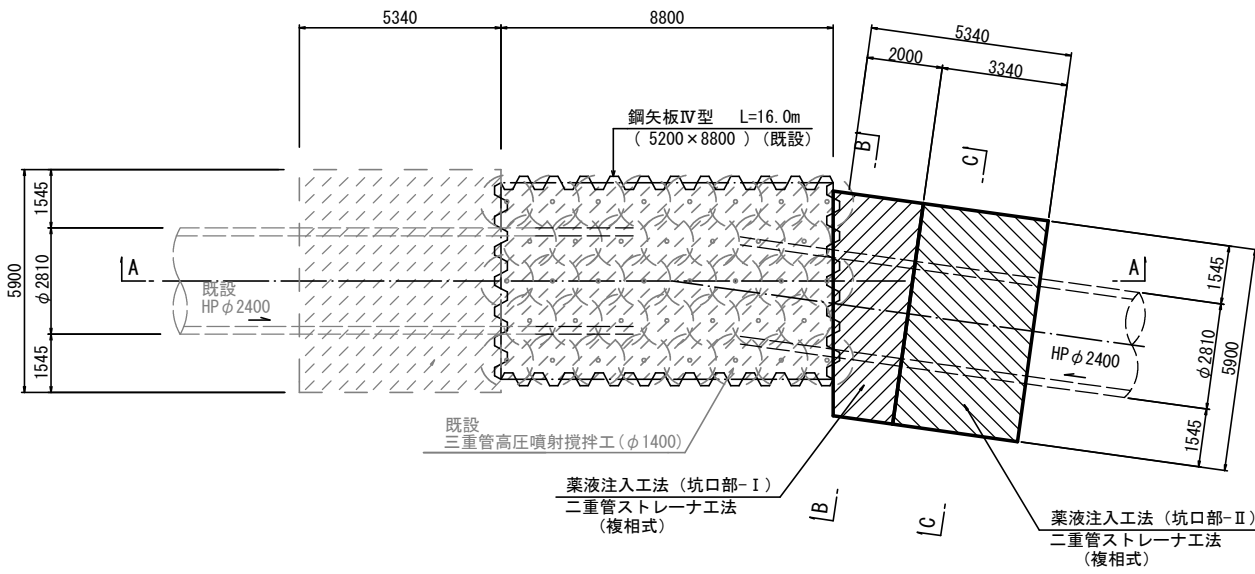 5340
8800
5340
2000
3340
鋼矢板Ⅳ型 L=16.0m
( 5200×8800 ) (既設)
B
C
1545
φ2810
5900
1545
A
既設
HPφ2400
A
1545
φ2810
5900
1545
HPφ2400
既設
三重管高圧噴射撹拌工(φ1400)
薬液注入工法 (坑口部-Ⅰ)
二重管ストレーナ工法
(複相式)
B
C
薬液注入工法 (坑口部-Ⅱ)
二重管ストレーナ工法
(複相式)